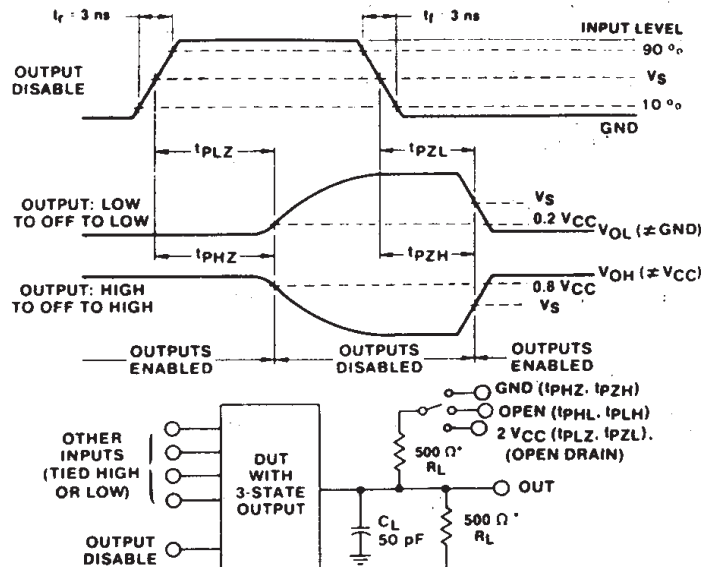 tr = 3 ns
tf = 3 ns
INPUT LEVEL
90 %
OUTPUT
DISABLE
VS
10 %
GND
tPLZ
tPZL
VS
OUTPUT: LOW
TO OFF TO LOW
0.2 VCC
VOL (≠ GND)
tPHZ
tPZH
VOH (≠ VCC)
OUTPUT: HIGH
TO OFF TO HIGH
0.8 VCC
VS
OUTPUTS
ENABLED
OUTPUTS
DISABLED
OUTPUTS
ENABLED
GND (tPHZ, tPZH)
OPEN (tPHL, tPLH)
2 VCC (tPLZ, tPZL),
(OPEN DRAIN)
OTHER
INPUTS
(TIED HIGH
OR LOW)
DUT
WITH
3-STATE
OUTPUT
500 Ω*
RL
OUT
CL
50 pF
500 Ω*
RL
OUTPUT
DISABLE